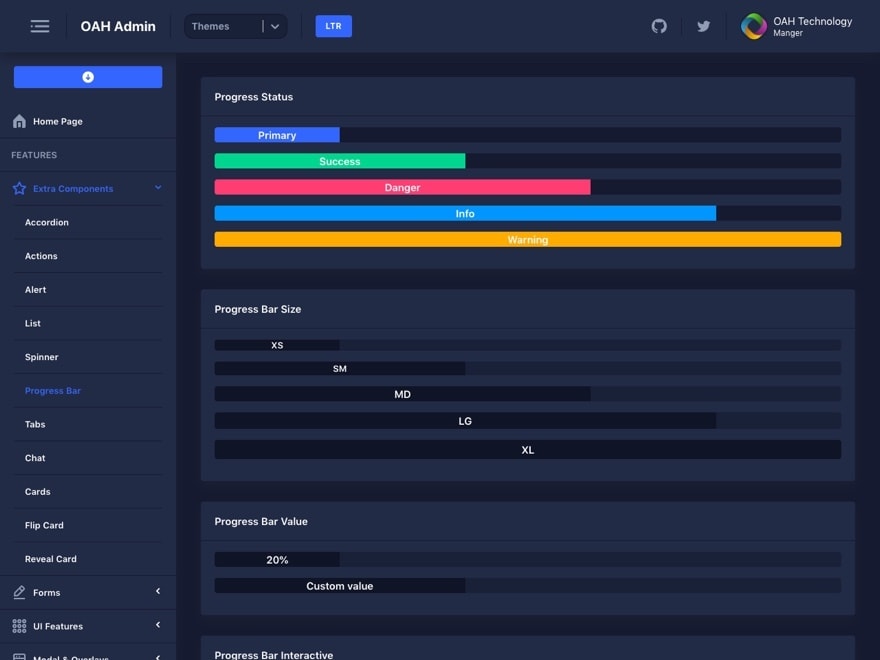 OAH Admin
Themes
LTR
OAH Technology
Manger
Home Page
FEATURES
Extra Components
Accordion
Actions
Alert
List
Spinner
Progress Bar
Tabs
Chat
Cards
Flip Card
Reveal Card
Forms
UI Features
Modal & Overlays
Progress Status
Primary
Success
Danger
Info
Warning
Progress Bar Size
XS
SM
MD
LG
XL
Progress Bar Value
20%
Custom value
Progress Bar Interactive